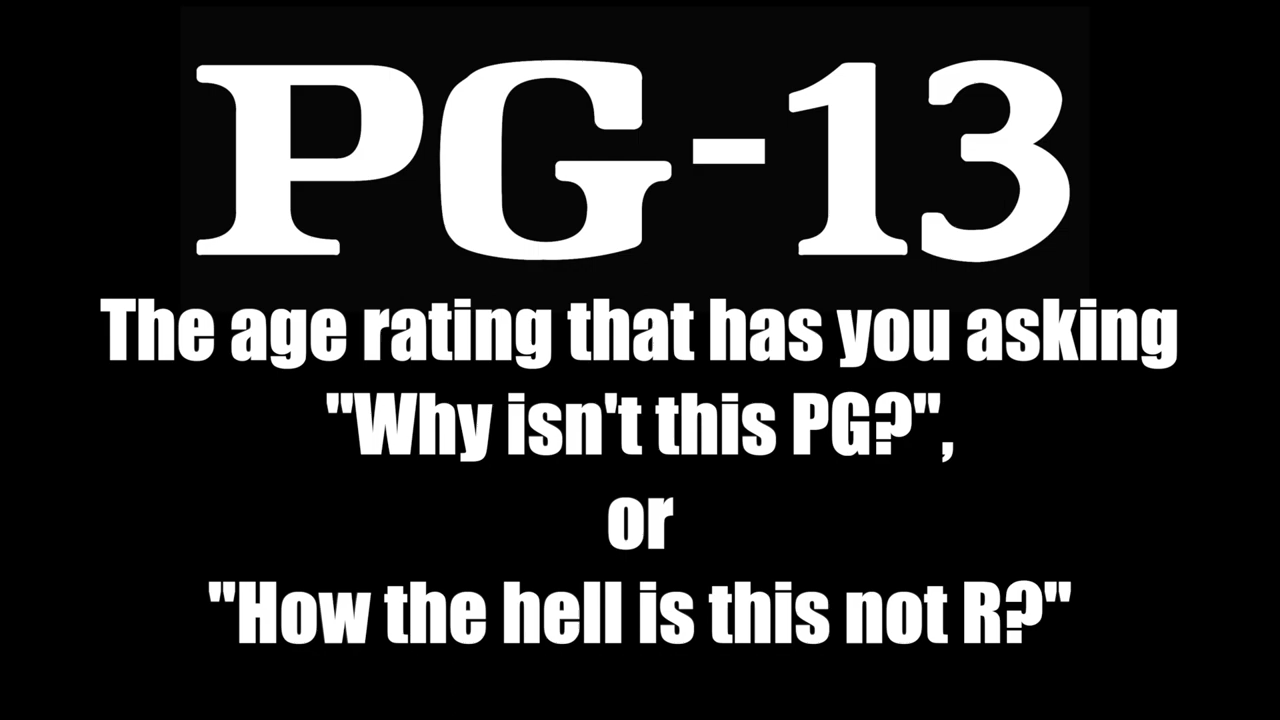 PG-13
The age rating that has you asking
"Why isn't this PG?",
or
"How the hell is this not R?"